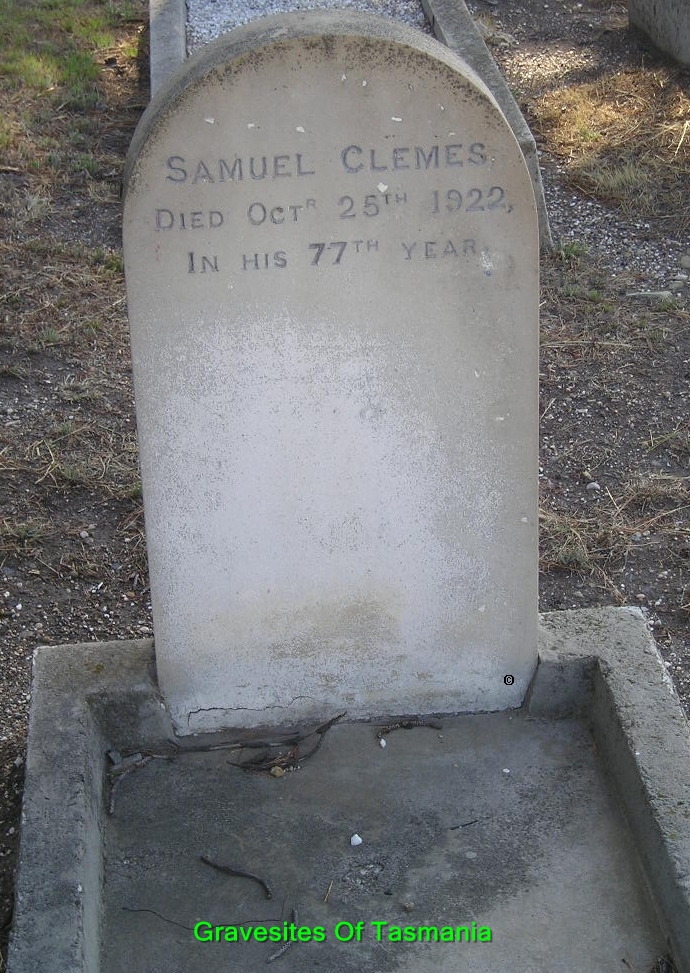 SAMUEL CLEMES
DIED OCTR 25TH 1922,
IN HIS 77TH YEAR.
©
Gravesites Of Tasmania